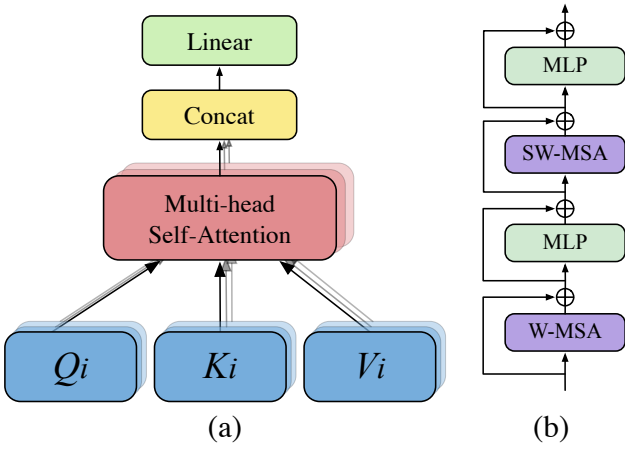 Linear
Concat
Multi-head
Self-Attention
Qi
Ki
Vi
(a)
MLP
SW-MSA
MLP
W-MSA
(b)